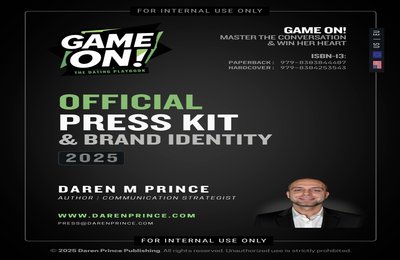 FOR INTERNAL USE ONLY
GAME
ON!
THE DATING PLAYBOOK
GAME ON!
MASTER THE CONVERSATION
& WIN HER HEART
ISBN-13:
PAPERBACK : 979-8383844487
HARDCOVER : 979-8384253543
OFFICIAL
PRESS KIT
& BRAND IDENTITY
2025
DAREN M PRINCE
AUTHOR : COMMUNICATION STRATEGIST
WWW.DARENPRINCE.COM
PRESS@DARENPRINCE.COM
FOR INTERNAL USE ONLY
© 2025 Daren Prince Publishing. All rights reserved. Unauthorized use is strictly prohibited.